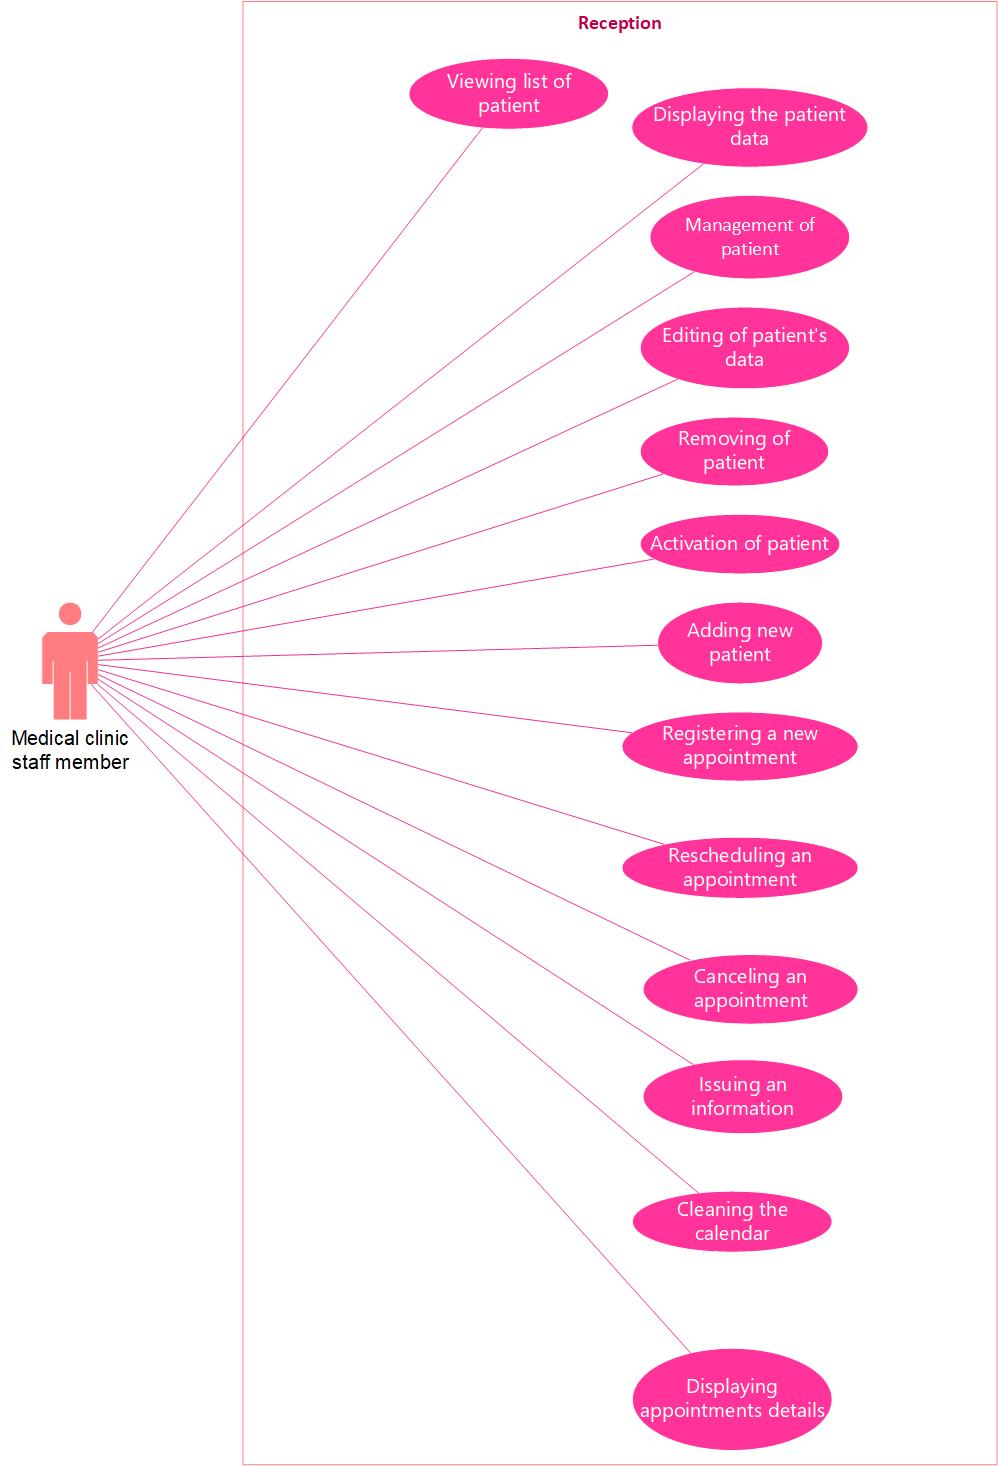 Reception
Viewing list of
patient
Displaying the patient
data
Management of
patient
Editing of patient's
data
Removing of
patient
Activation of patient
Adding new
patient
Medical clinic
staff member
Registering a new
appointment
Rescheduling an
appointment
Canceling an
appointment
Issuing an
information
Cleaning the
calendar
Displaying
appointments details